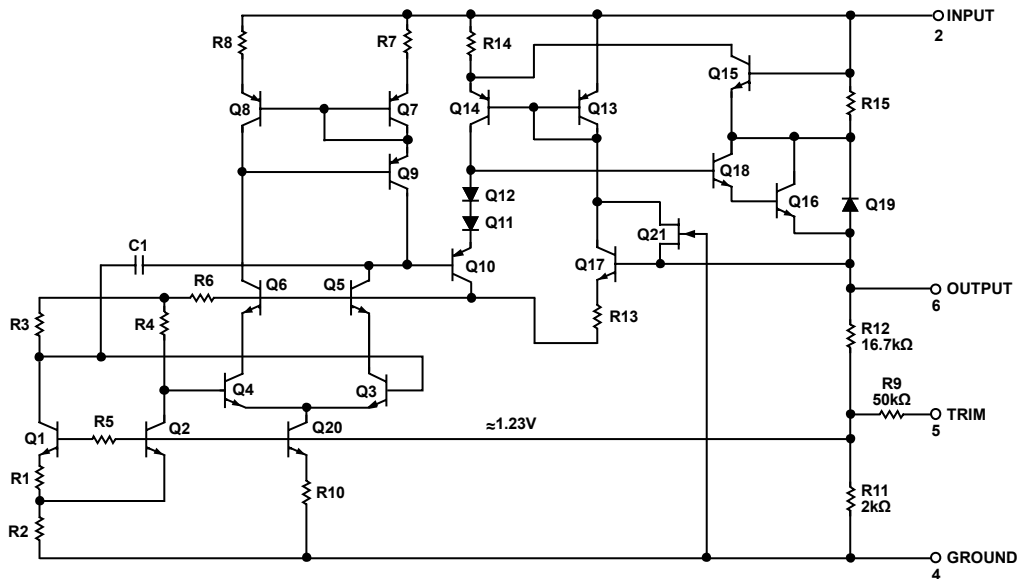 INPUT
2
R8
R7
R14
Q15
Q8
Q7
Q14
Q13
R15
Q9
Q18
Q12
Q16
Q19
Q11
Q21
C1
Q10
Q17
R6
Q6
Q5
OUTPUT
6
R3
R4
R13
R12
16.7kΩ
Q4
Q3
R9
50kΩ
TRIM
5
R5
Q1
Q2
Q20
≈1.23V
R1
R10
R11
2kΩ
R2
GROUND
4